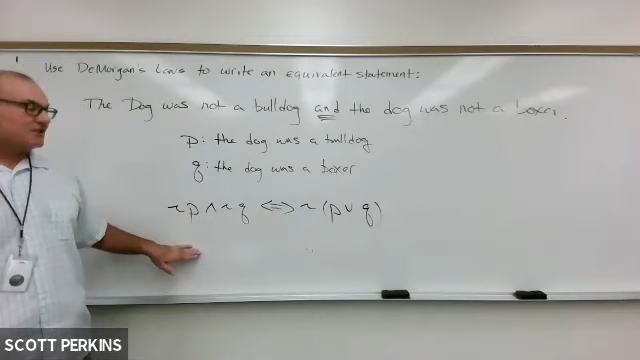 Use DeMorgan's Laws to write an equivalent statement:
The Dog was not a bulldog and the dog was not a boxer.
p: the dog was a bulldog
q: the dog was a boxer
~p ∧ ~q ⟺ ~(p ∨ q)
SCOTT PERKINS